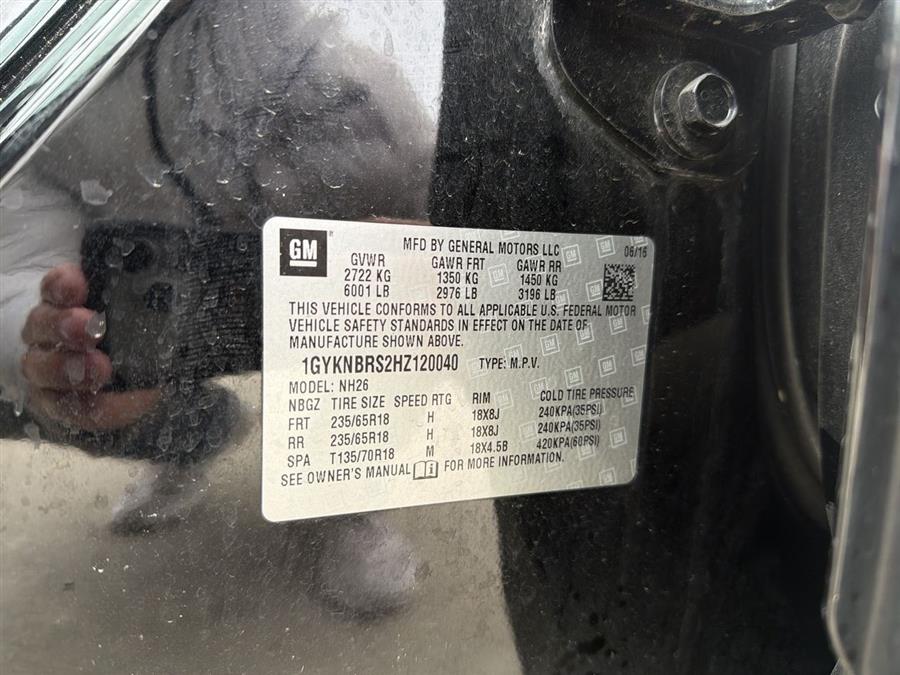 GM
MFD BY GENERAL MOTORS LLC 06/16
GVWR GAWR FRT GAWR RR
2722 KG 1350 KG 1450 KG
6001 LB 2976 LB 3196 LB
THIS VEHICLE CONFORMS TO ALL APPLICABLE U.S. FEDERAL MOTOR
VEHICLE SAFETY STANDARDS IN EFFECT ON THE DATE OF
MANUFACTURE SHOWN ABOVE.
1GYKNBRS2HZ120040 TYPE: M.P.V.
MODEL: NH26
NBGZ TIRE SIZE SPEED RTG RIM COLD TIRE PRESSURE
FRT 235/65R18 H 18X8J 240KPA(35PSI)
RR 235/65R18 H 18X8J 240KPA(35PSI)
SPA T135/70R18 M 18X4.5B 420KPA(60PSI)
SEE OWNER'S MANUAL FOR MORE INFORMATION.